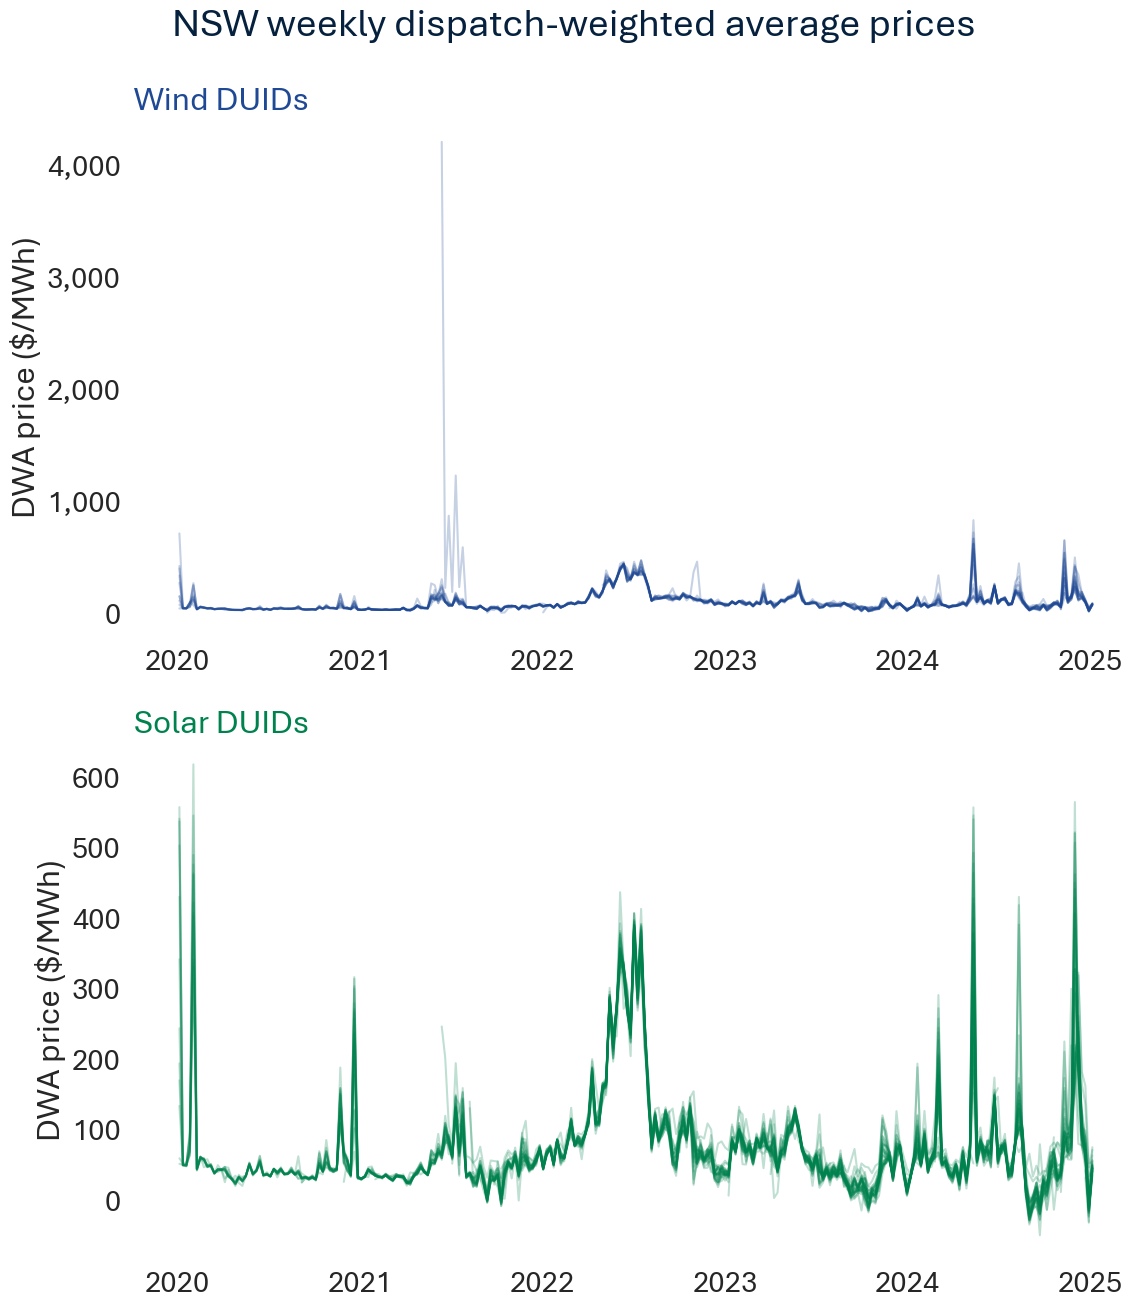 NSW weekly dispatch-weighted average prices
Wind DUIDs
DWA price ($/MWh)
4,000
3,000
2,000
1,000
0
2020 2021 2022 2023 2024 2025
Solar DUIDs
DWA price ($/MWh)
600
500
400
300
200
100
0
2020 2021 2022 2023 2024 2025